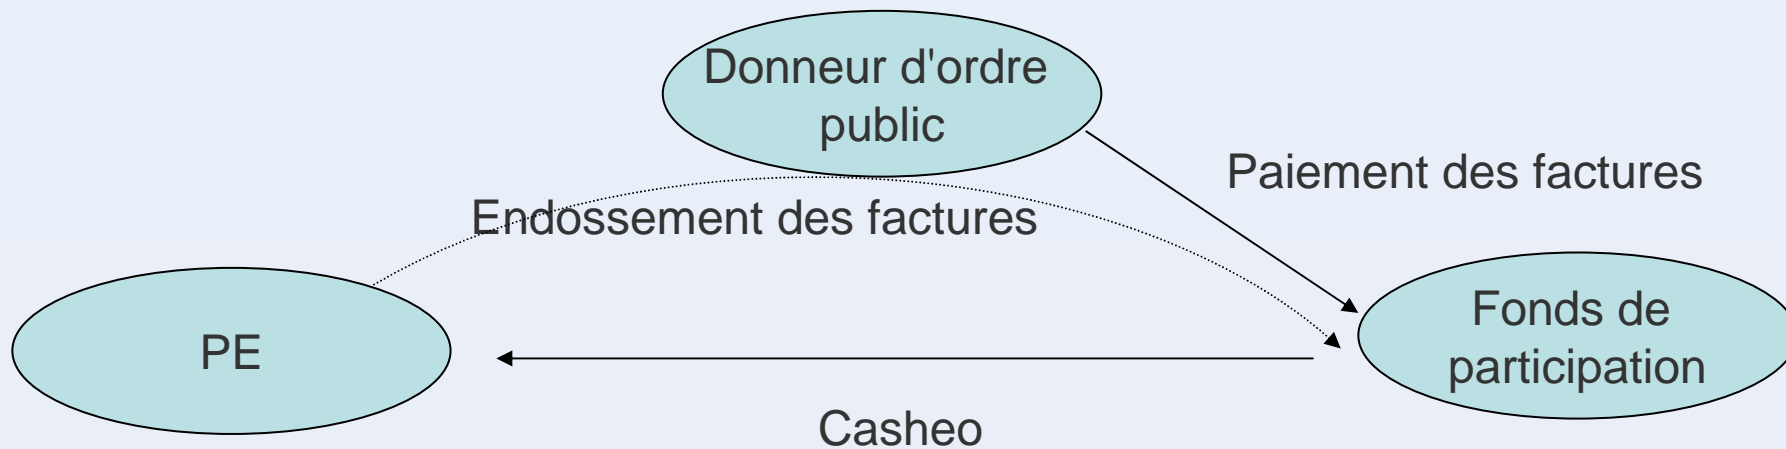 Donneur d'ordre
public
Paiement des factures
Endossement des factures
PE
Fonds de
participation
Casheo